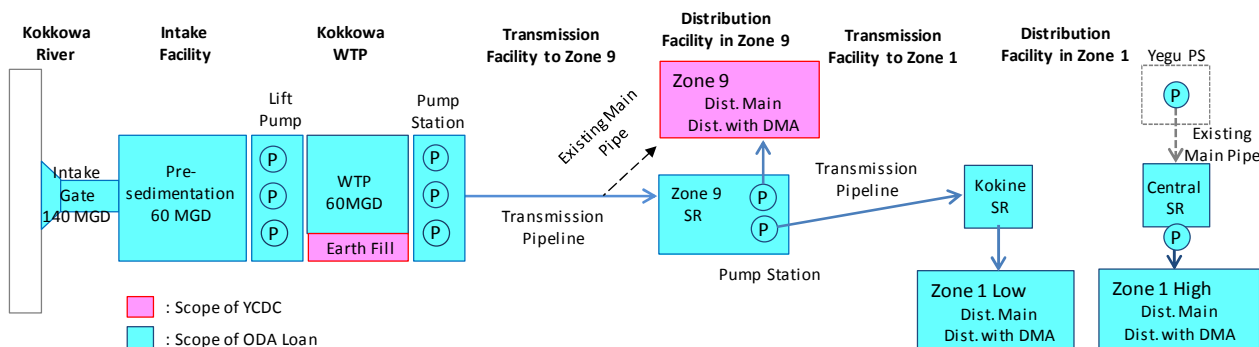 Kokkowa
River
Intake
Facility
Kokkowa
WTP
Transmission
Facility to Zone 9
Distribution
Facility in Zone 9
Transmission
Facility to Zone 1
Distribution
Facility in Zone 1
Yegu PS
P
Lift
Pump
Pump
Station
Existing Main
Pipe
Zone 9
Dist. Main
Dist. with DMA
Existing
Main Pipe
Intake
Gate
140 MGD
Pre-
sedimentation
60 MGD
P
P
P
WTP
60MGD
Earth Fill
P
P
P
Transmission
Pipeline
Zone 9
SR
P
P
Pump Station
Transmission
Pipeline
Kokine
SR
Central
SR
P
Zone 1 Low
Dist. Main
Dist. with DMA
Zone 1 High
Dist. Main
Dist. with DMA
: Scope of YCDC
: Scope of ODA Loan